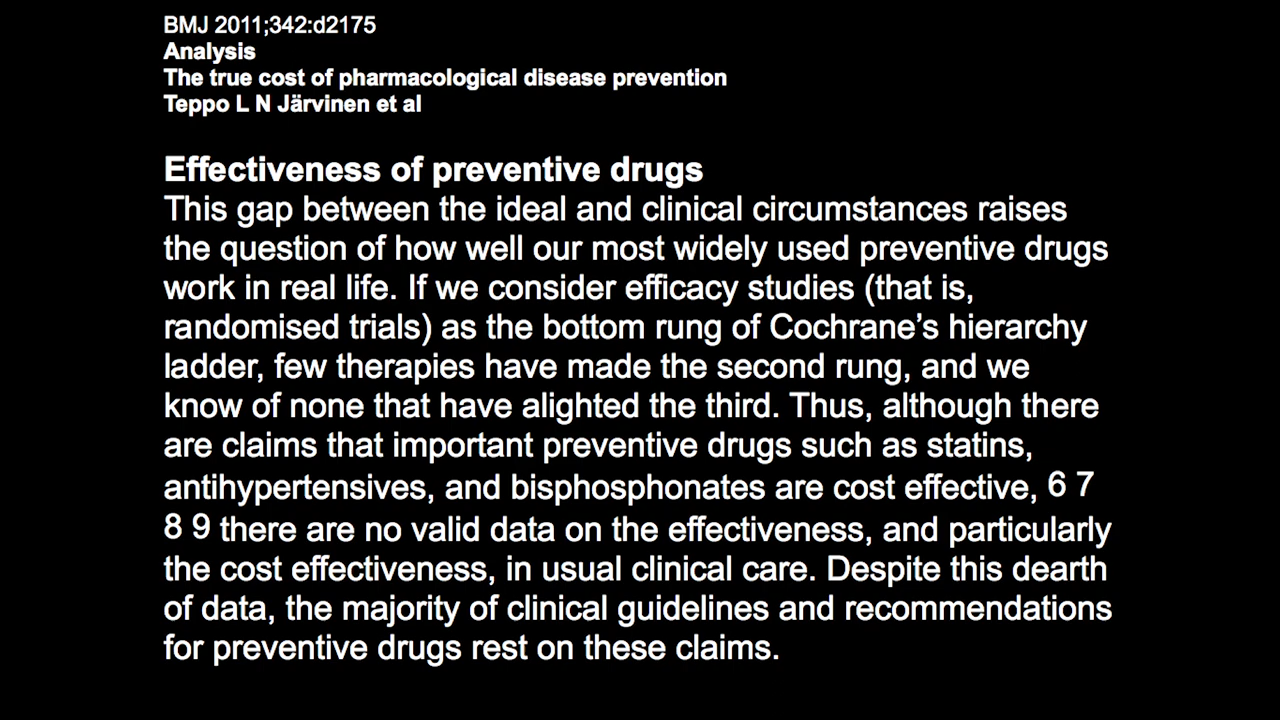 BMJ 2011;342:d2175
Analysis
The true cost of pharmacological disease prevention
Teppo L N Järvinen et al
Effectiveness of preventive drugs
This gap between the ideal and clinical circumstances raises
the question of how well our most widely used preventive drugs
work in real life. If we consider efficacy studies (that is,
randomised trials) as the bottom rung of Cochrane’s hierarchy
ladder, few therapies have made the second rung, and we
know of none that have alighted the third. Thus, although there
are claims that important preventive drugs such as statins,
antihypertensives, and bisphosphonates are cost effective, 6 7
8 9 there are no valid data on the effectiveness, and particularly
the cost effectiveness, in usual clinical care. Despite this dearth
of data, the majority of clinical guidelines and recommendations
for preventive drugs rest on these claims.